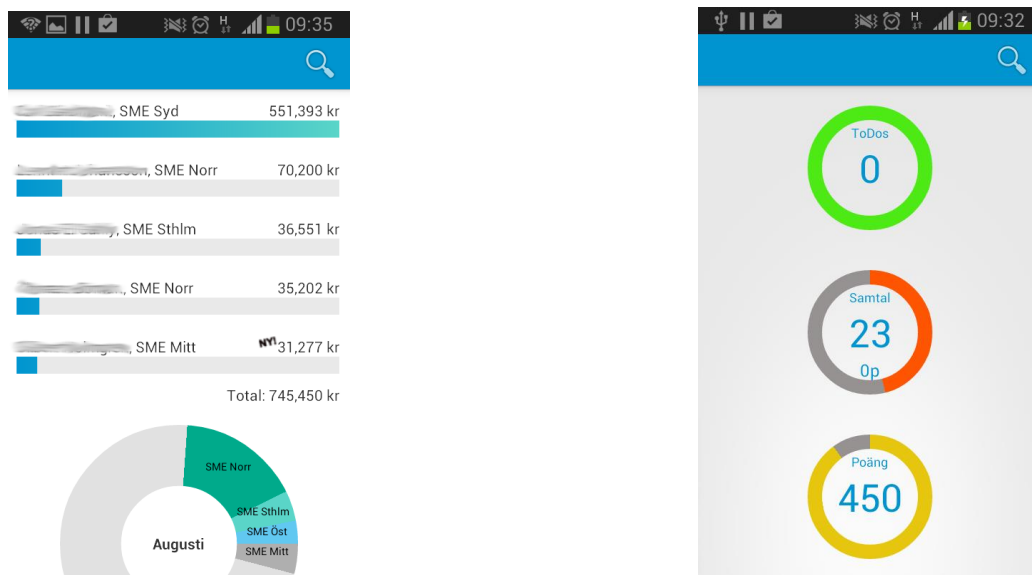 09:35
, SME Syd 551,393 kr
, SME Norr 70,200 kr
, SME Sthlm 36,551 kr
, SME Norr 35,202 kr
, SME Mitt NY! 31,277 kr
Total: 745,450 kr
SME Norr
SME Sthlm
SME Öst
SME Mitt
Augusti
H 09:32
ToDos
0
Samtal
23
0p
Poäng
450